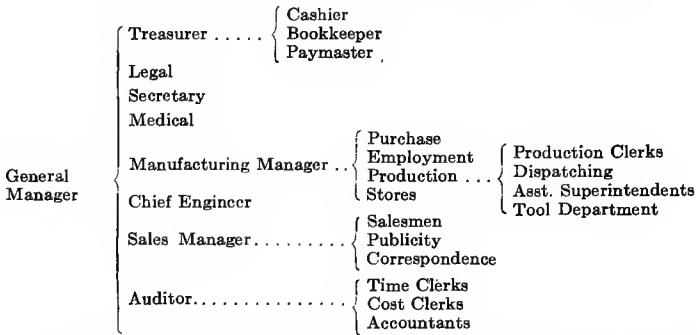 Treasurer ..... Cashier
Bookkeeper
Paymaster
Legal
Secretary
Medical
General Manager
Manufacturing Manager .. Purchase
Employment
Production ... Production Clerks
Dispatching
Asst. Superintendents
Tool Department
Stores
Chief Engineer
Sales Manager......... Salesmen
Publicity
Correspondence
Auditor............... Time Clerks
Cost Clerks
Accountants